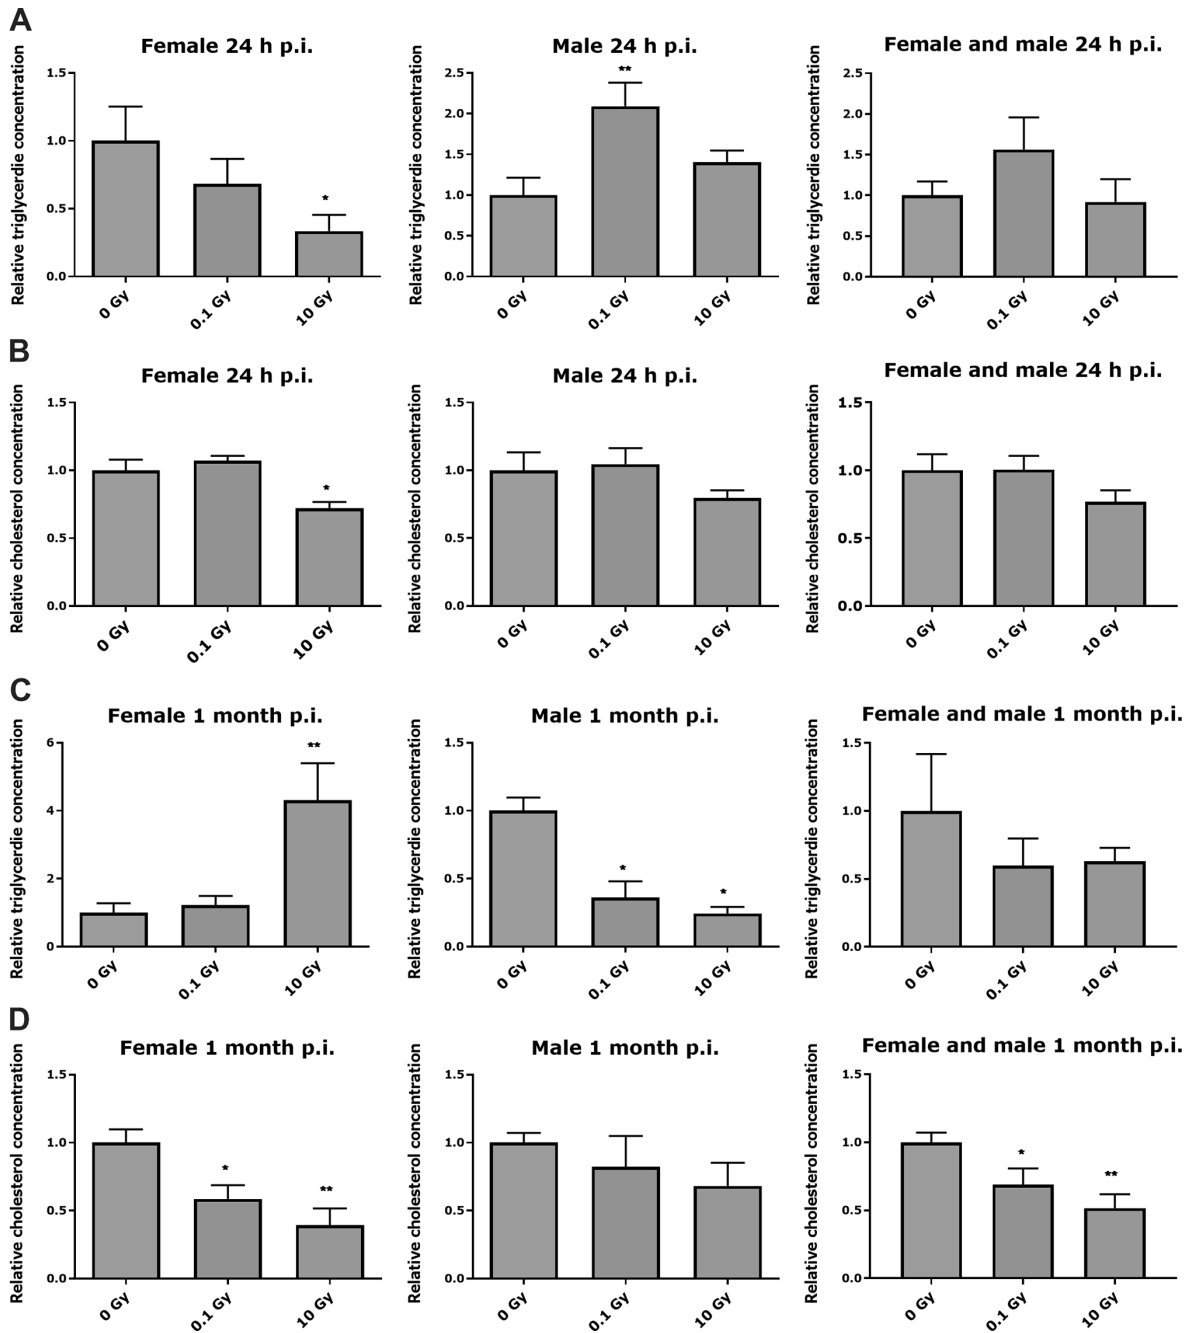 A
Female 24 h p.i.
Relative triglycerdie concentration
1.5
1.0
0.5
0.0
0 Gy
0.1 Gy
10 Gy
*
Male 24 h p.i.
Relative triglycerdie concentration
2.5
2.0
1.5
1.0
0.5
0.0
0 Gy
0.1 Gy
10 Gy
**
Female and male 24 h p.i.
Relative triglycerdie concentration
2.5
2.0
1.5
1.0
0.5
0.0
0 Gy
0.1 Gy
10 Gy
B
Female 24 h p.i.
Relative cholesterol concentration
1.5
1.0
0.5
0.0
0 Gy
0.1 Gy
10 Gy
*
Male 24 h p.i.
Relative cholesterol concentration
1.5
1.0
0.5
0.0
0 Gy
0.1 Gy
10 Gy
Female and male 24 h p.i.
Relative cholesterol concentration
1.5
1.0
0.5
0.0
0 Gy
0.1 Gy
10 Gy
C
Female 1 month p.i.
Relative triglycerdie concentration
6
4
2
0
0 Gy
0.1 Gy
10 Gy
**
Male 1 month p.i.
Relative triglycerdie concentration
1.5
1.0
0.5
0.0
0 Gy
0.1 Gy
10 Gy
*
*
Female and male 1 month p.i.
Relative triglycerdie concentration
1.5
1.0
0.5
0.0
0 Gy
0.1 Gy
10 Gy
D
Female 1 month p.i.
Relative cholesterol concentration
1.5
1.0
0.5
0.0
0 Gy
0.1 Gy
10 Gy
*
**
Male 1 month p.i.
Relative cholesterol concentration
1.5
1.0
0.5
0.0
0 Gy
0.1 Gy
10 Gy
Female and male 1 month p.i.
Relative cholesterol concentration
1.5
1.0
0.5
0.0
0 Gy
0.1 Gy
10 Gy
*
**